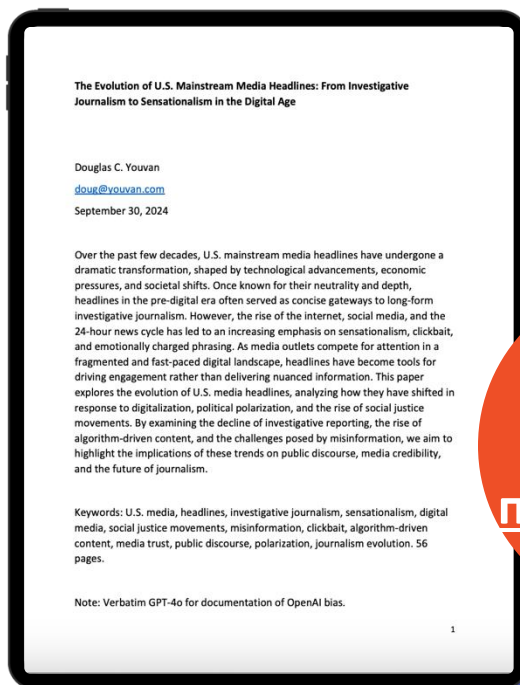 The Evolution of U.S. Mainstream Media Headlines: From Investigative
Journalism to Sensationalism in the Digital Age
Douglas C. Youvan
doug@youvan.com
September 30, 2024
Over the past few decades, U.S. mainstream media headlines have undergone a
dramatic transformation, shaped by technological advancements, economic
pressures, and societal shifts. Once known for their neutrality and depth,
headlines in the pre-digital era often served as concise gateways to long-form
investigative journalism. However, the rise of the internet, social media, and the
24-hour news cycle has led to an increasing emphasis on sensationalism, clickbait,
and emotionally charged phrasing. As media outlets compete for attention in a
fragmented and fast-paced digital landscape, headlines have become tools for
driving engagement rather than delivering nuanced information. This paper
explores the evolution of U.S. media headlines, analyzing how they have shifted in
response to digitalization, political polarization, and the rise of social justice
movements. By examining the decline of investigative reporting, the rise of
algorithm-driven content, and the challenges posed by misinformation, we aim to
highlight the implications of these trends on public discourse, media credibility,
and the future of journalism.
Keywords: U.S. media, headlines, investigative journalism, sensationalism, digital
media, social justice movements, misinformation, clickbait, algorithm-driven
content, media trust, public discourse, polarization, journalism evolution. 56
pages.
Note: Verbatim GPT-4o for documentation of OpenAI bias.
1